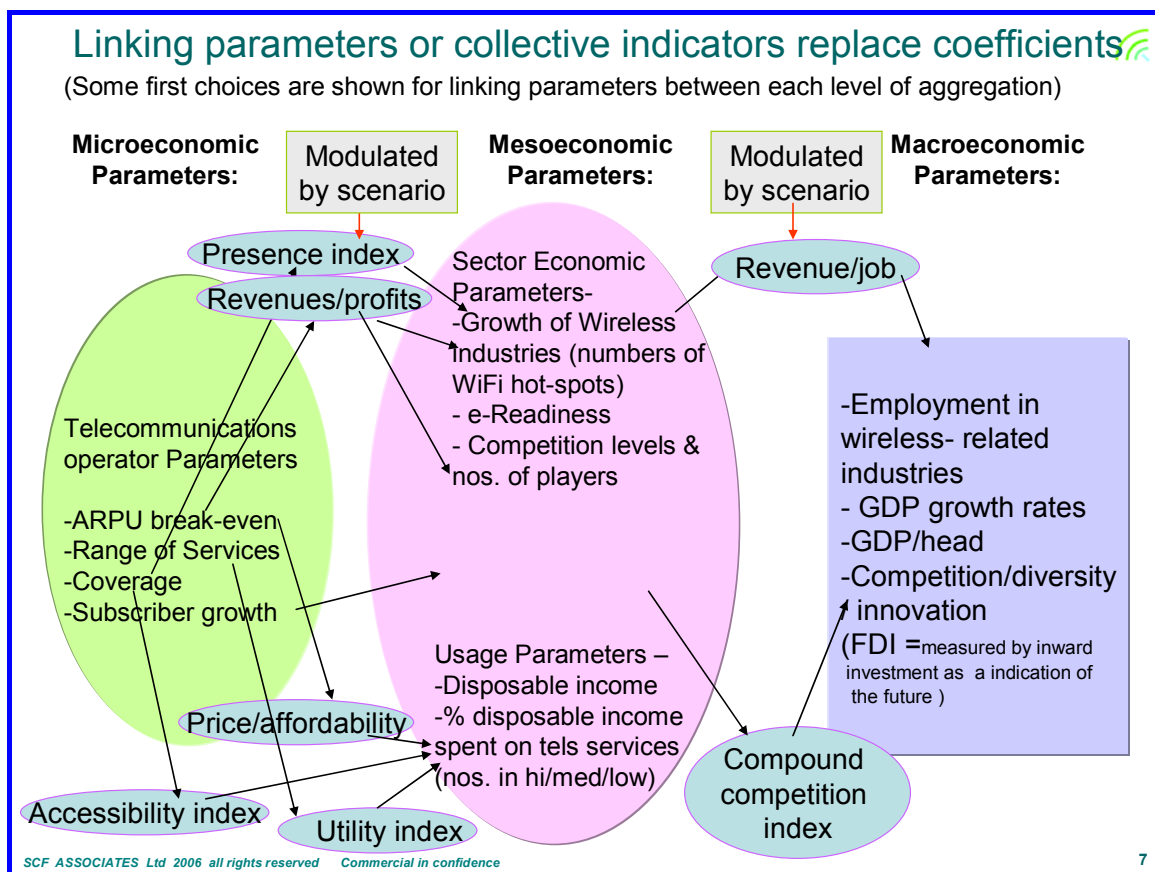 Linking parameters or collective indicators replace coefficients
(Some first choices are shown for linking parameters between each level of aggregation)
Microeconomic
Parameters:
Modulated
by scenario
Mesoeconomic
Parameters:
Modulated
by scenario
Macroeconomic
Parameters:
Presence index
Revenues/profits
Telecommunications
operator Parameters
-ARPU break-even
-Range of Services
-Coverage
-Subscriber growth
Price/affordability
Accessibility index
Utility index
Sector Economic
Parameters-
-Growth of Wireless
industries (numbers of
WiFi hot-spots)
- e-Readiness
- Competition levels &
nos. of players
Usage Parameters –
-Disposable income
-% disposable income
spent on tels services
(nos. in hi/med/low)
Revenue/job
Compound
competition
index
-Employment in
wireless- related
industries
- GDP growth rates
-GDP/head
-Competition/diversity
/ innovation
(FDI =measured by inward
investment as a indication of
the future )
SCF ASSOCIATES Ltd 2006 all rights reserved Commercial in confidence
7